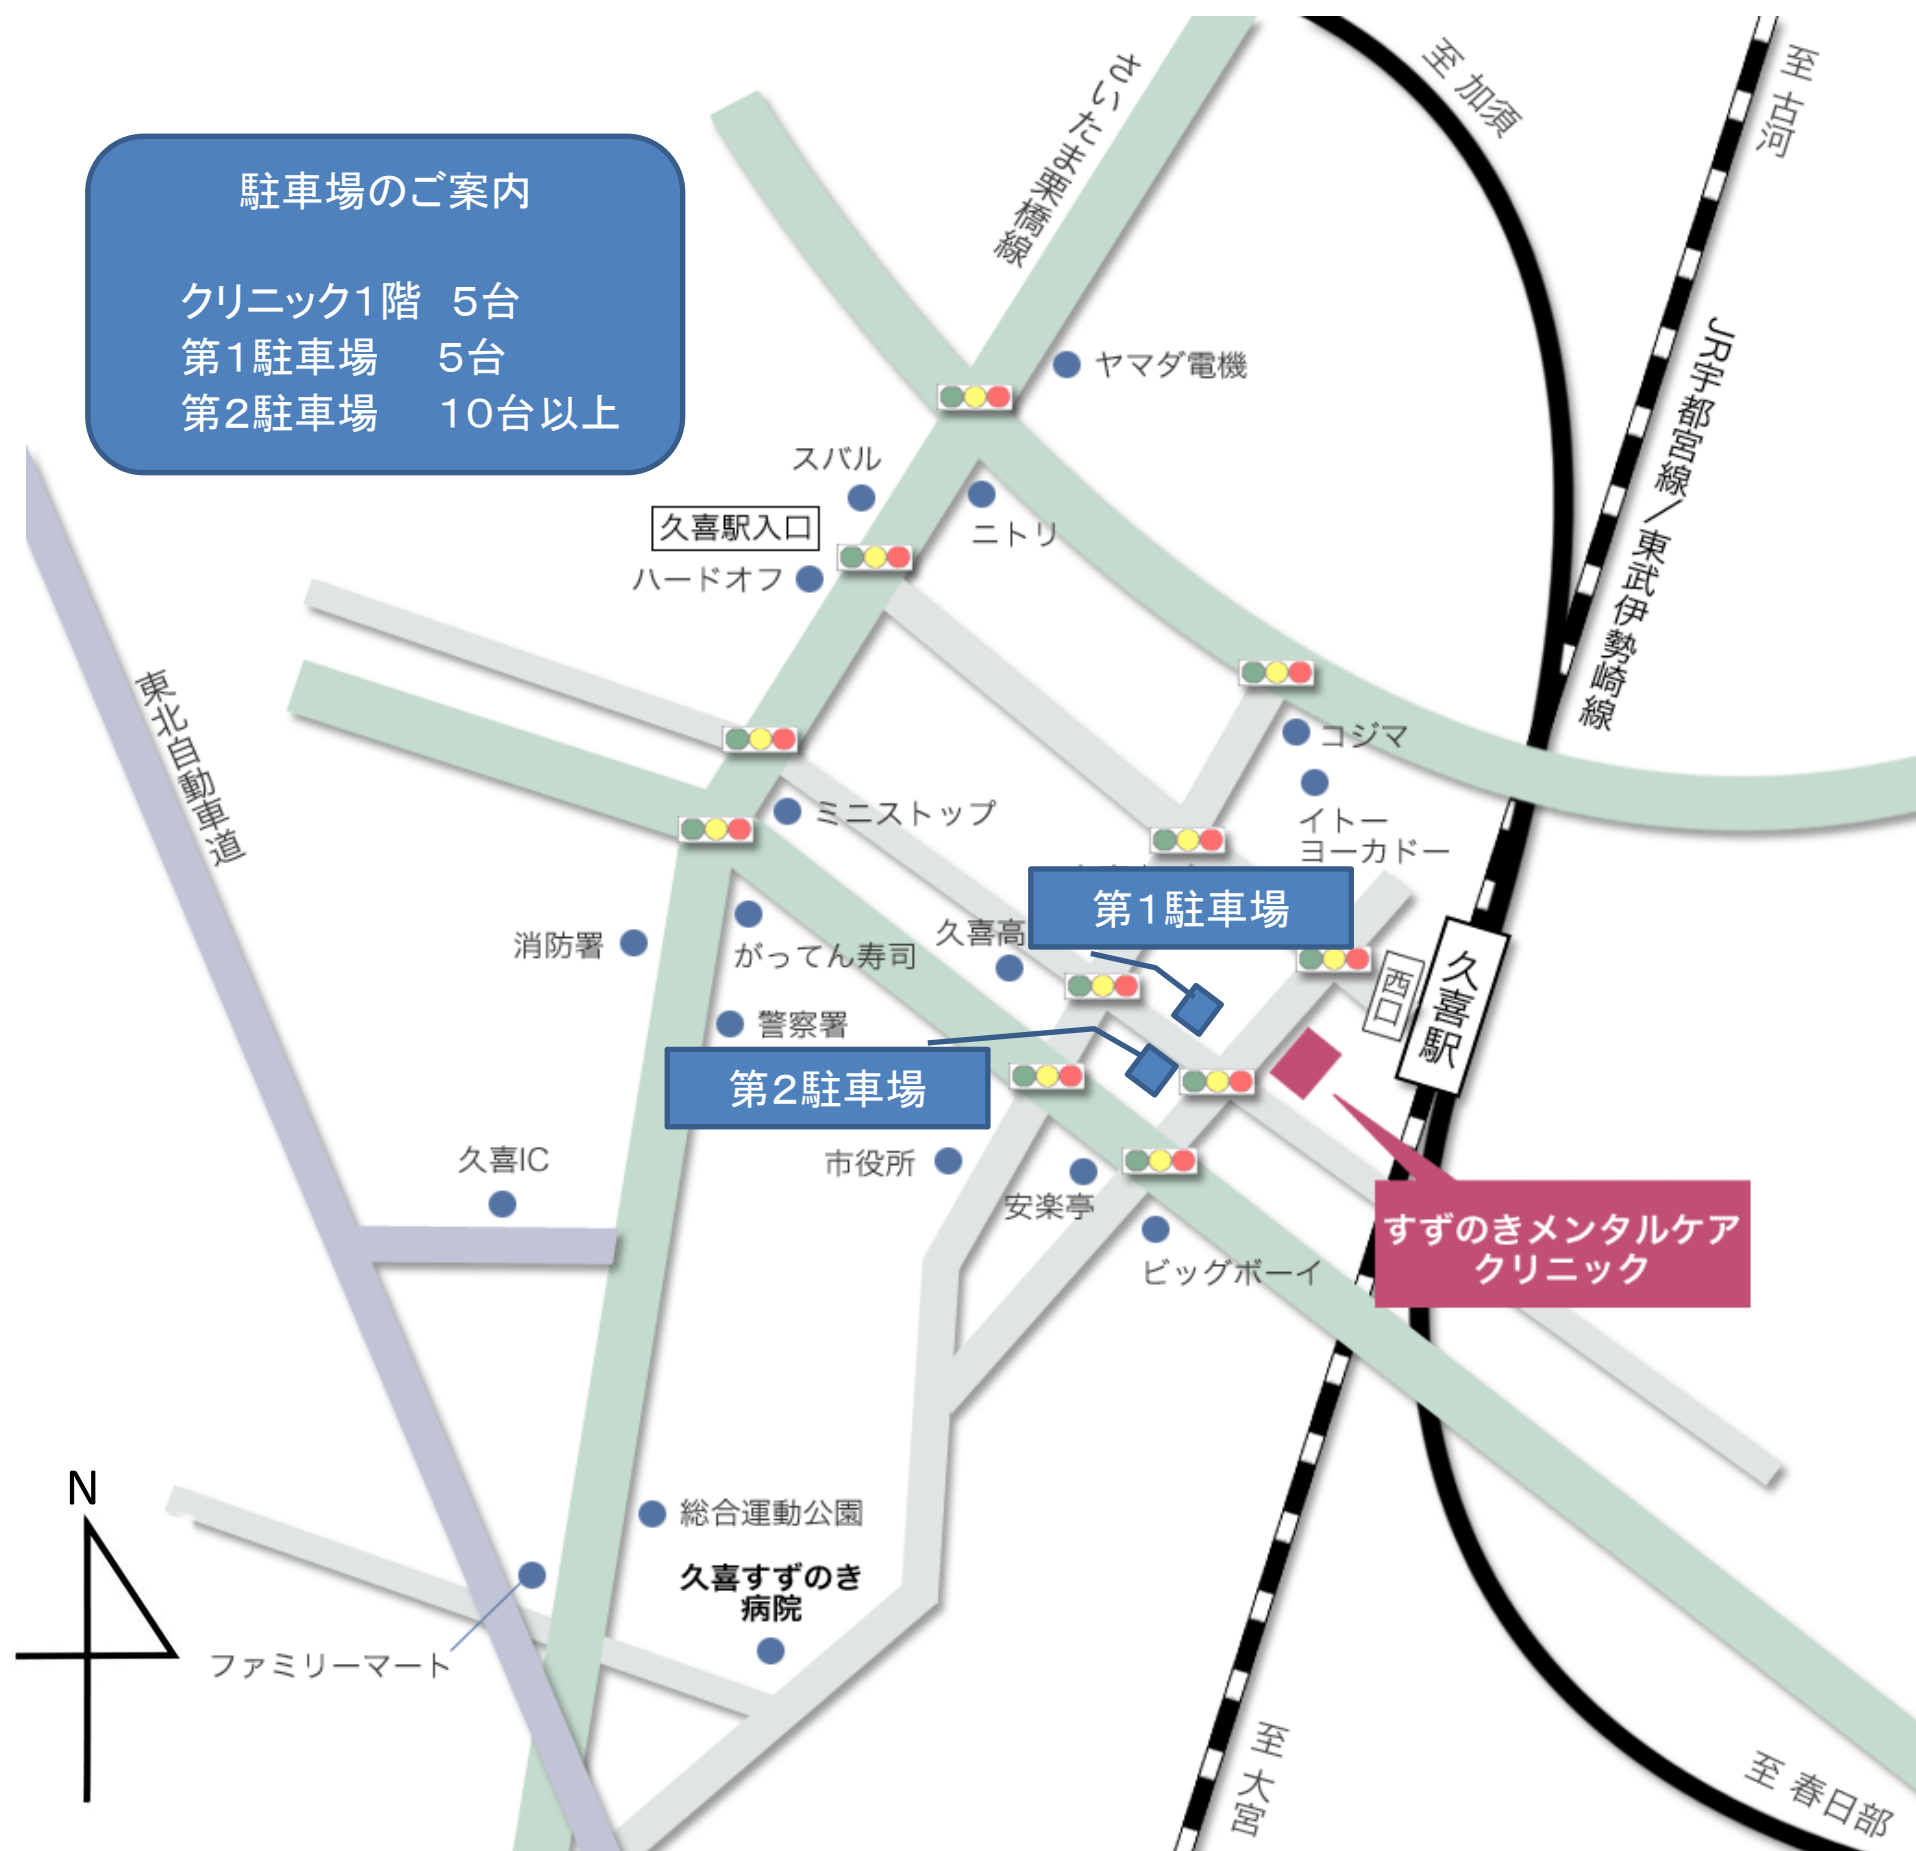 駐車場のご案内
クリニック1階　5台
第1駐車場　　5台
第2駐車場　　10台以上
さいたま栗橋線
至 加須
至 古河
JR宇都宮線/東武伊勢崎線
ヤマダ電機
スバル
久喜駅入口
ニトリ
ハードオフ
東北自動車道
コジマ
ミニストップ
イトー
ヨーカドー
第1駐車場
久喜高
消防署
がってん寿司
西口
久喜駅
警察署
第2駐車場
市役所
久喜IC
安楽亭
すずのきメンタルケア
クリニック
ビッグボーイ
N
総合運動公園
久喜すずのき
病院
ファミリーマート
至 大宮
至 春日部